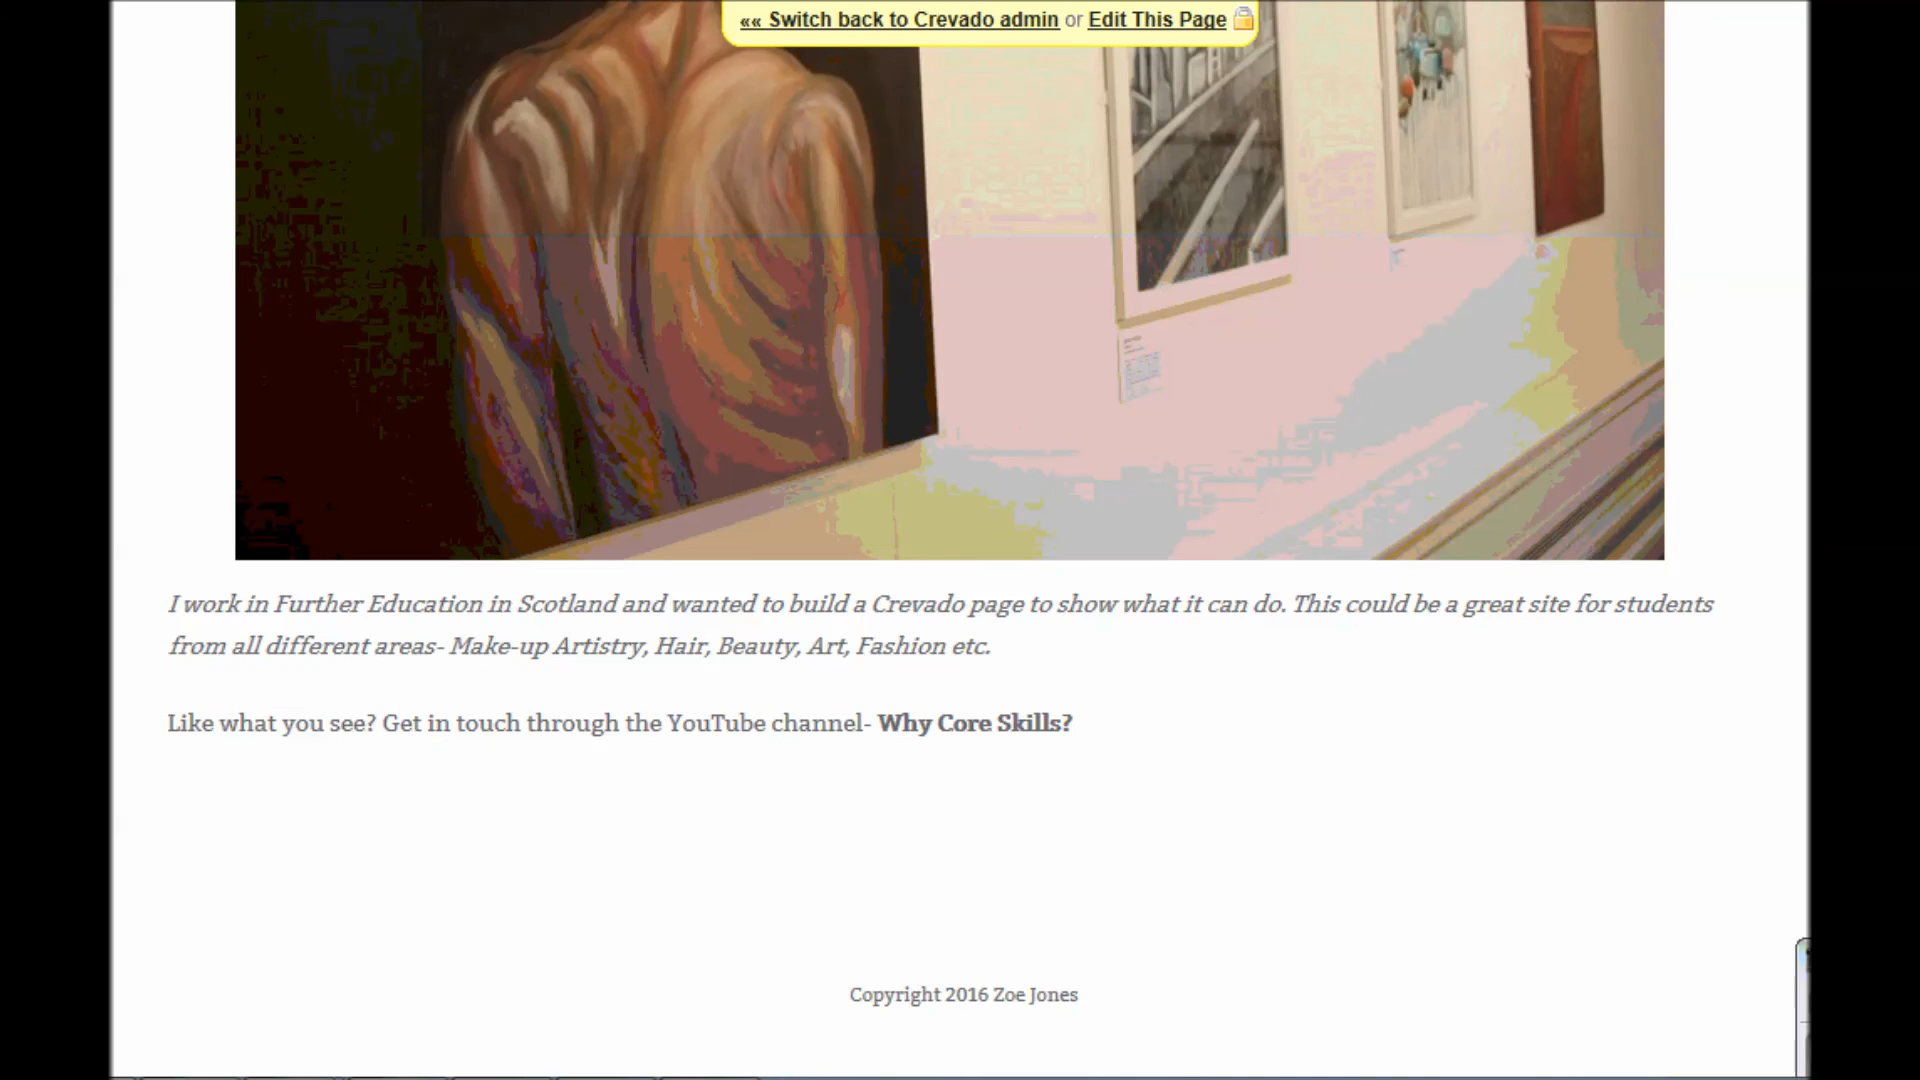 «« Switch back to Crevado admin or Edit This Page
I work in Further Education in Scotland and wanted to build a Crevado page to show what it can do. This could be a great site for students
from all different areas- Make-up Artistry, Hair, Beauty, Art, Fashion etc.
Like what you see? Get in touch through the YouTube channel- Why Core Skills?
Copyright 2016 Zoe Jones